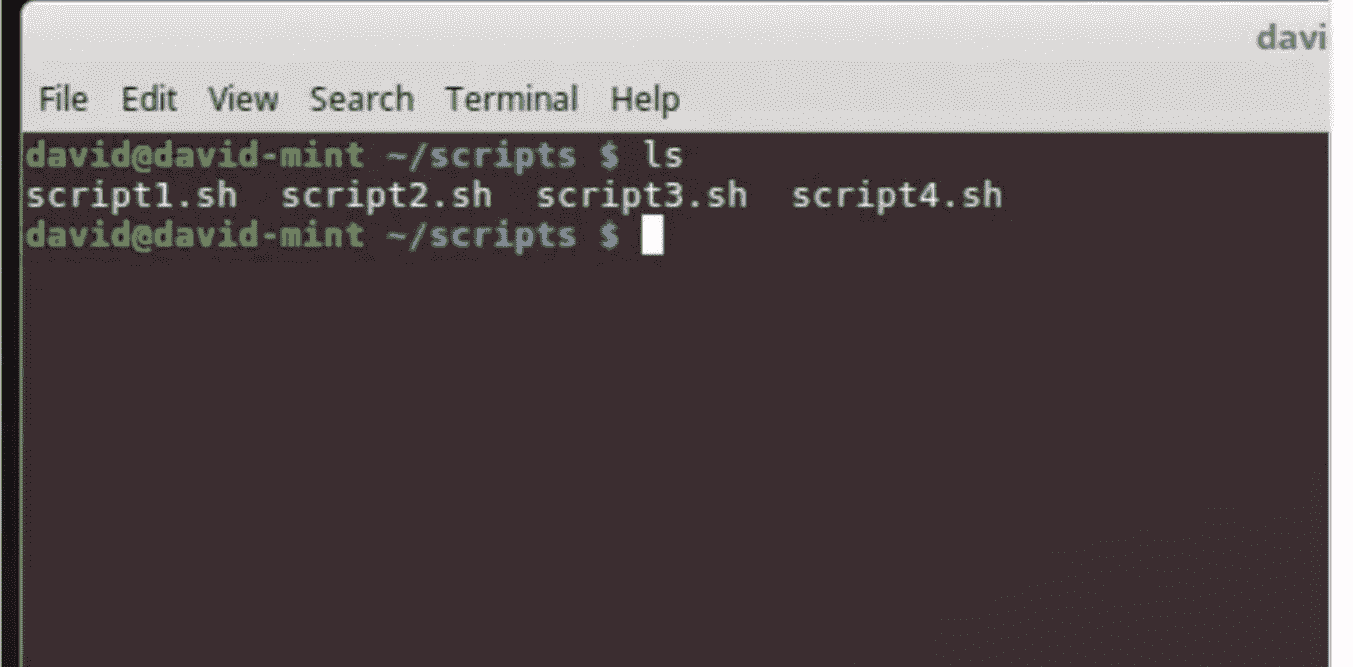 davi
File Edit View Search Terminal Help
david@david-mint ~/scripts $ ls
script1.sh script2.sh script3.sh script4.sh
david@david-mint ~/scripts $